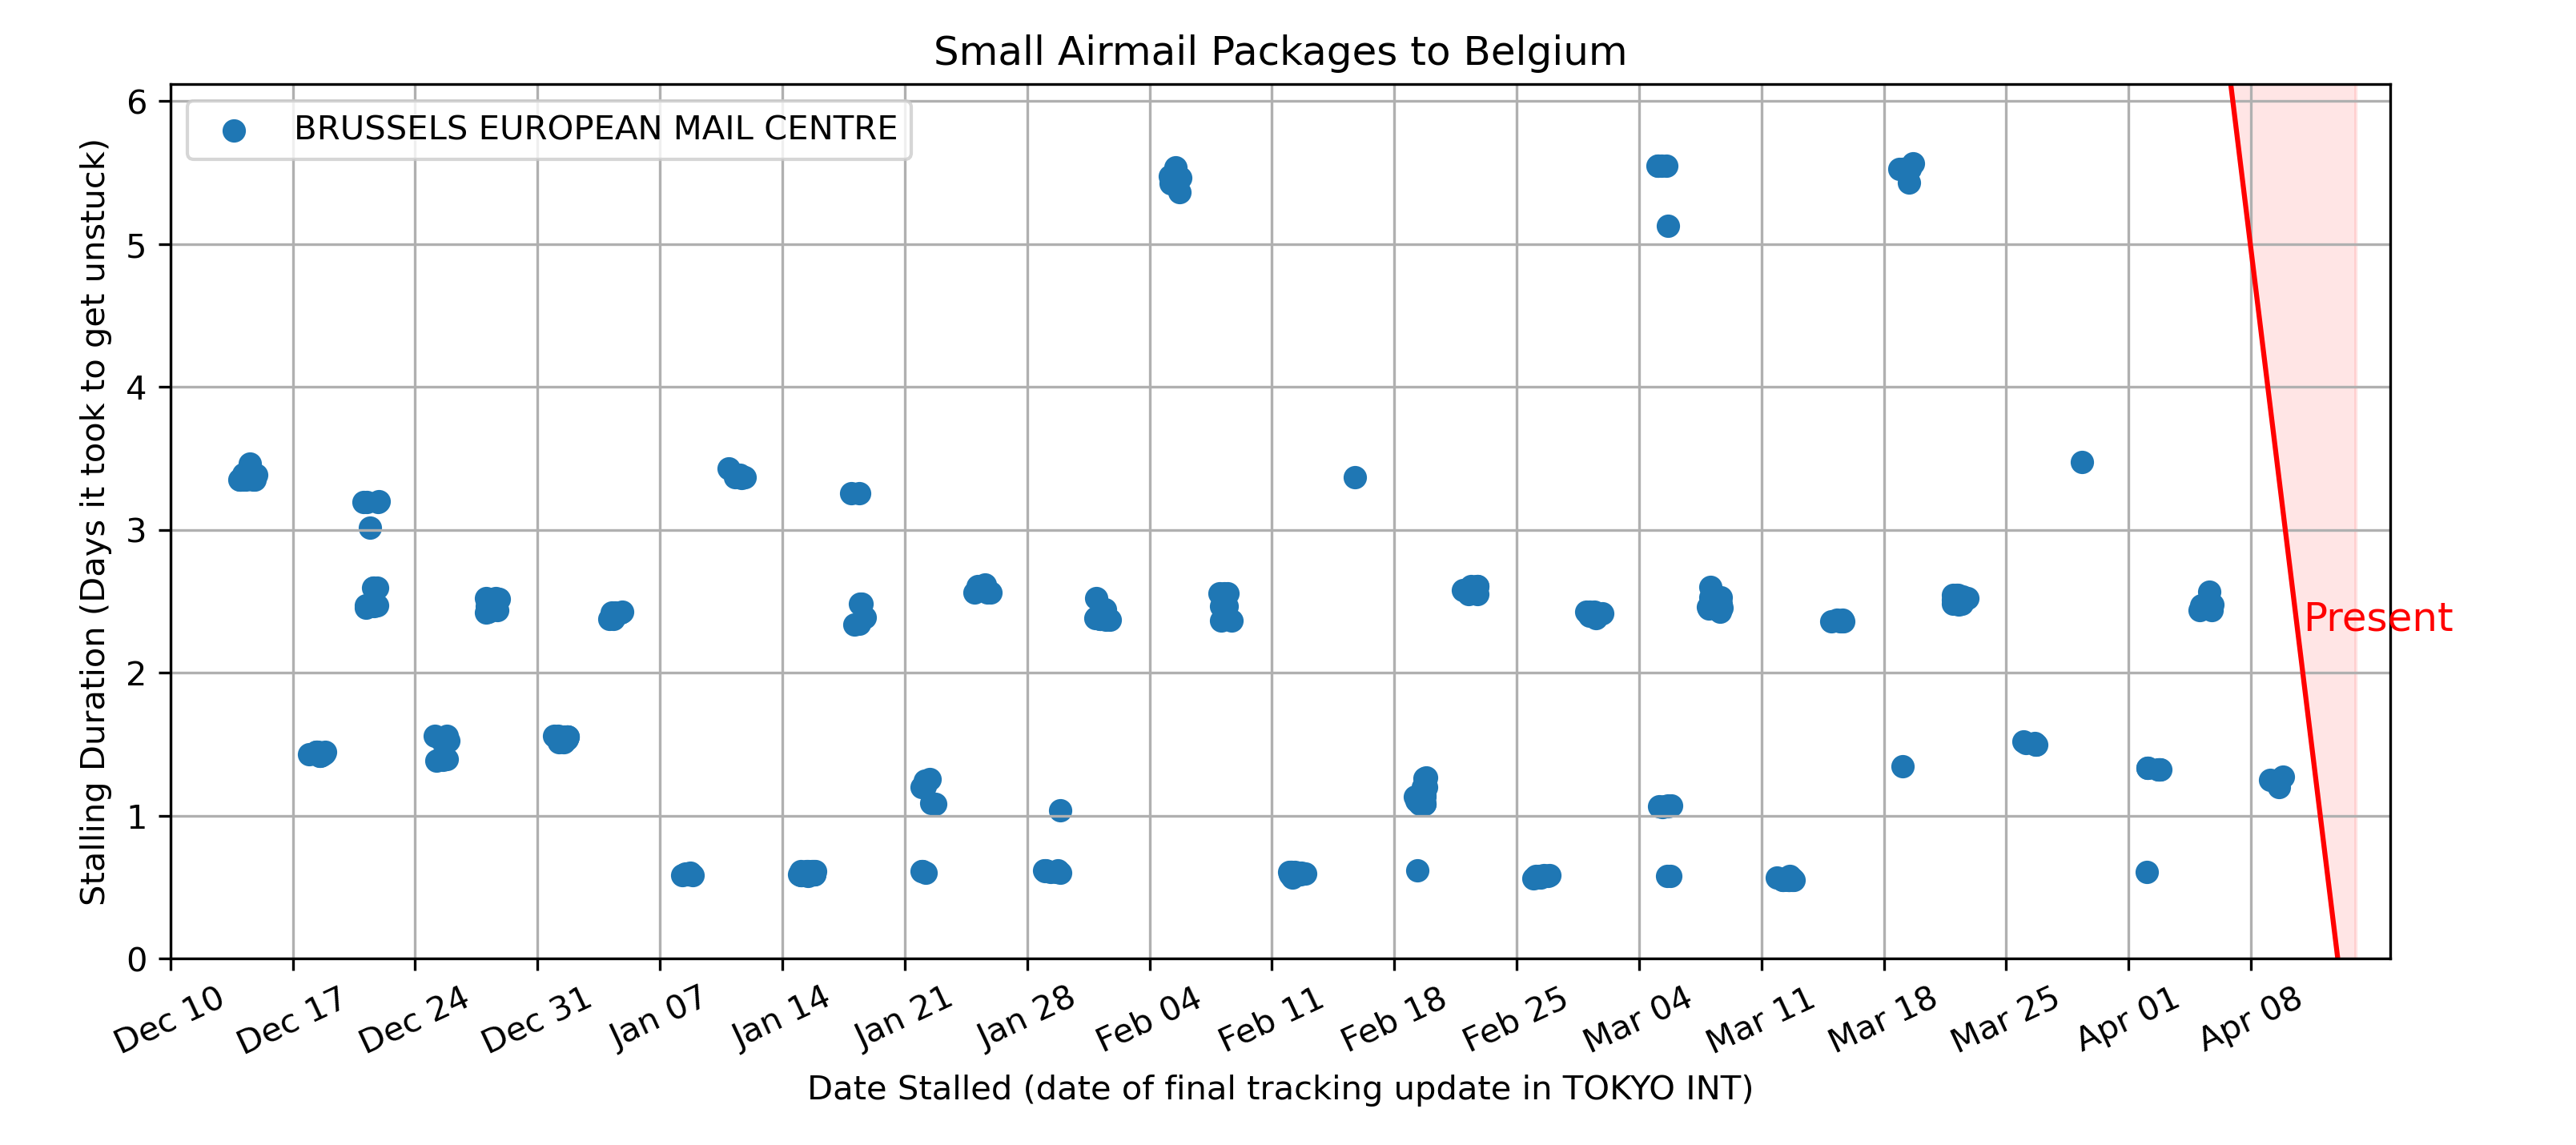 Small Airmail Packages to Belgium
BRUSSELS EUROPEAN MAIL CENTRE
Stalling Duration (Days it took to get unstuck)
6
5
4
3
2
1
0
Present
Dec 10
Dec 17
Dec 24
Dec 31
Jan 07
Jan 14
Jan 21
Jan 28
Feb 04
Feb 11
Feb 18
Feb 25
Mar 04
Mar 11
Mar 18
Mar 25
Apr 01
Apr 08
Date Stalled (date of final tracking update in TOKYO INT)